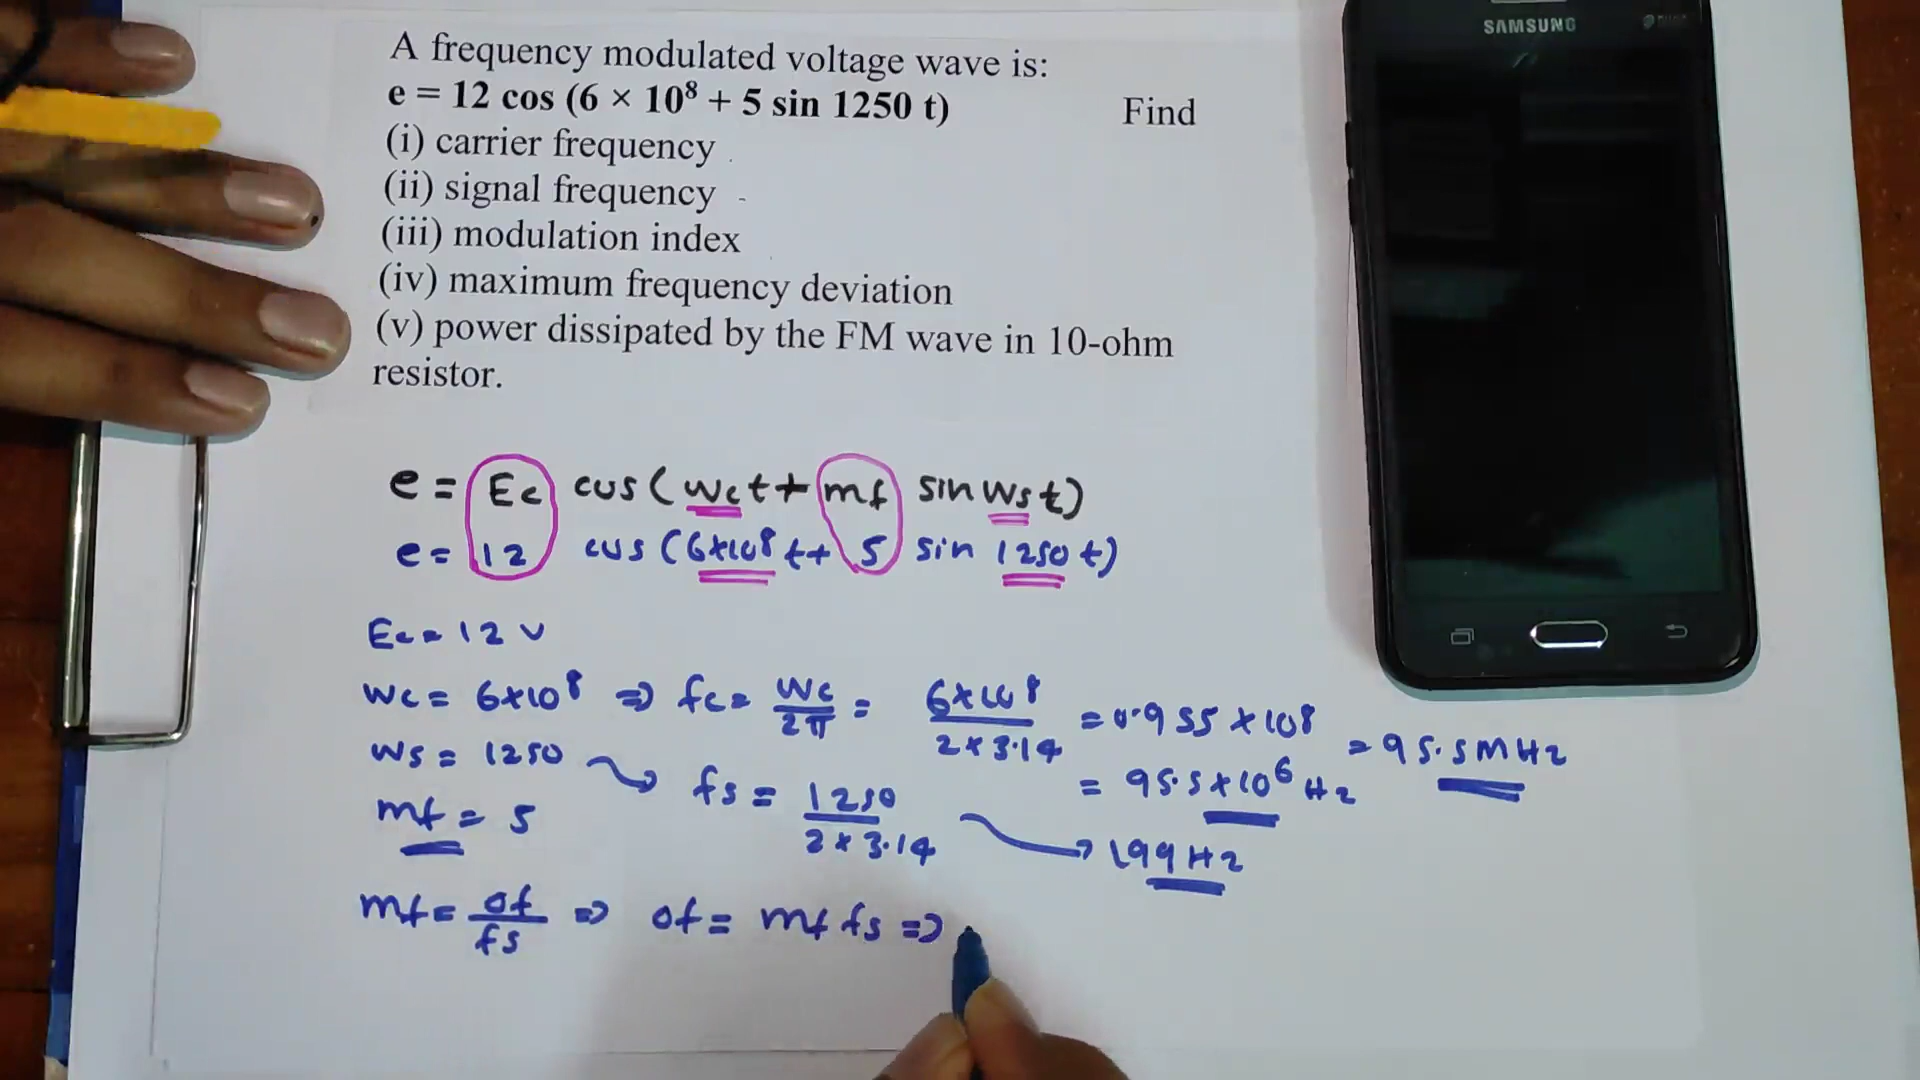 A frequency modulated voltage wave is:
e = 12 cos (6 × 10⁸ + 5 sin 1250 t) Find
(i) carrier frequency
(ii) signal frequency
(iii) modulation index
(iv) maximum frequency deviation
(v) power dissipated by the FM wave in 10-ohm
resistor.
SAMSUNG
e = Ec cos (wct + mf sin wst)
e = 12 cos (6×10⁸ t + 5 sin 1250 t)
Ec = 12 V
wc = 6×10⁸ ⇒ fc = wc/2π = 6×10⁸/2×3.14 = 0.955 × 10⁸
= 95.5×10⁶ Hz = 95.5 MHz
ws = 1250 fs = 1250/2×3.14 199 Hz
mf = 5
mf = Δf/fs ⇒ Δf = mf fs ⇒